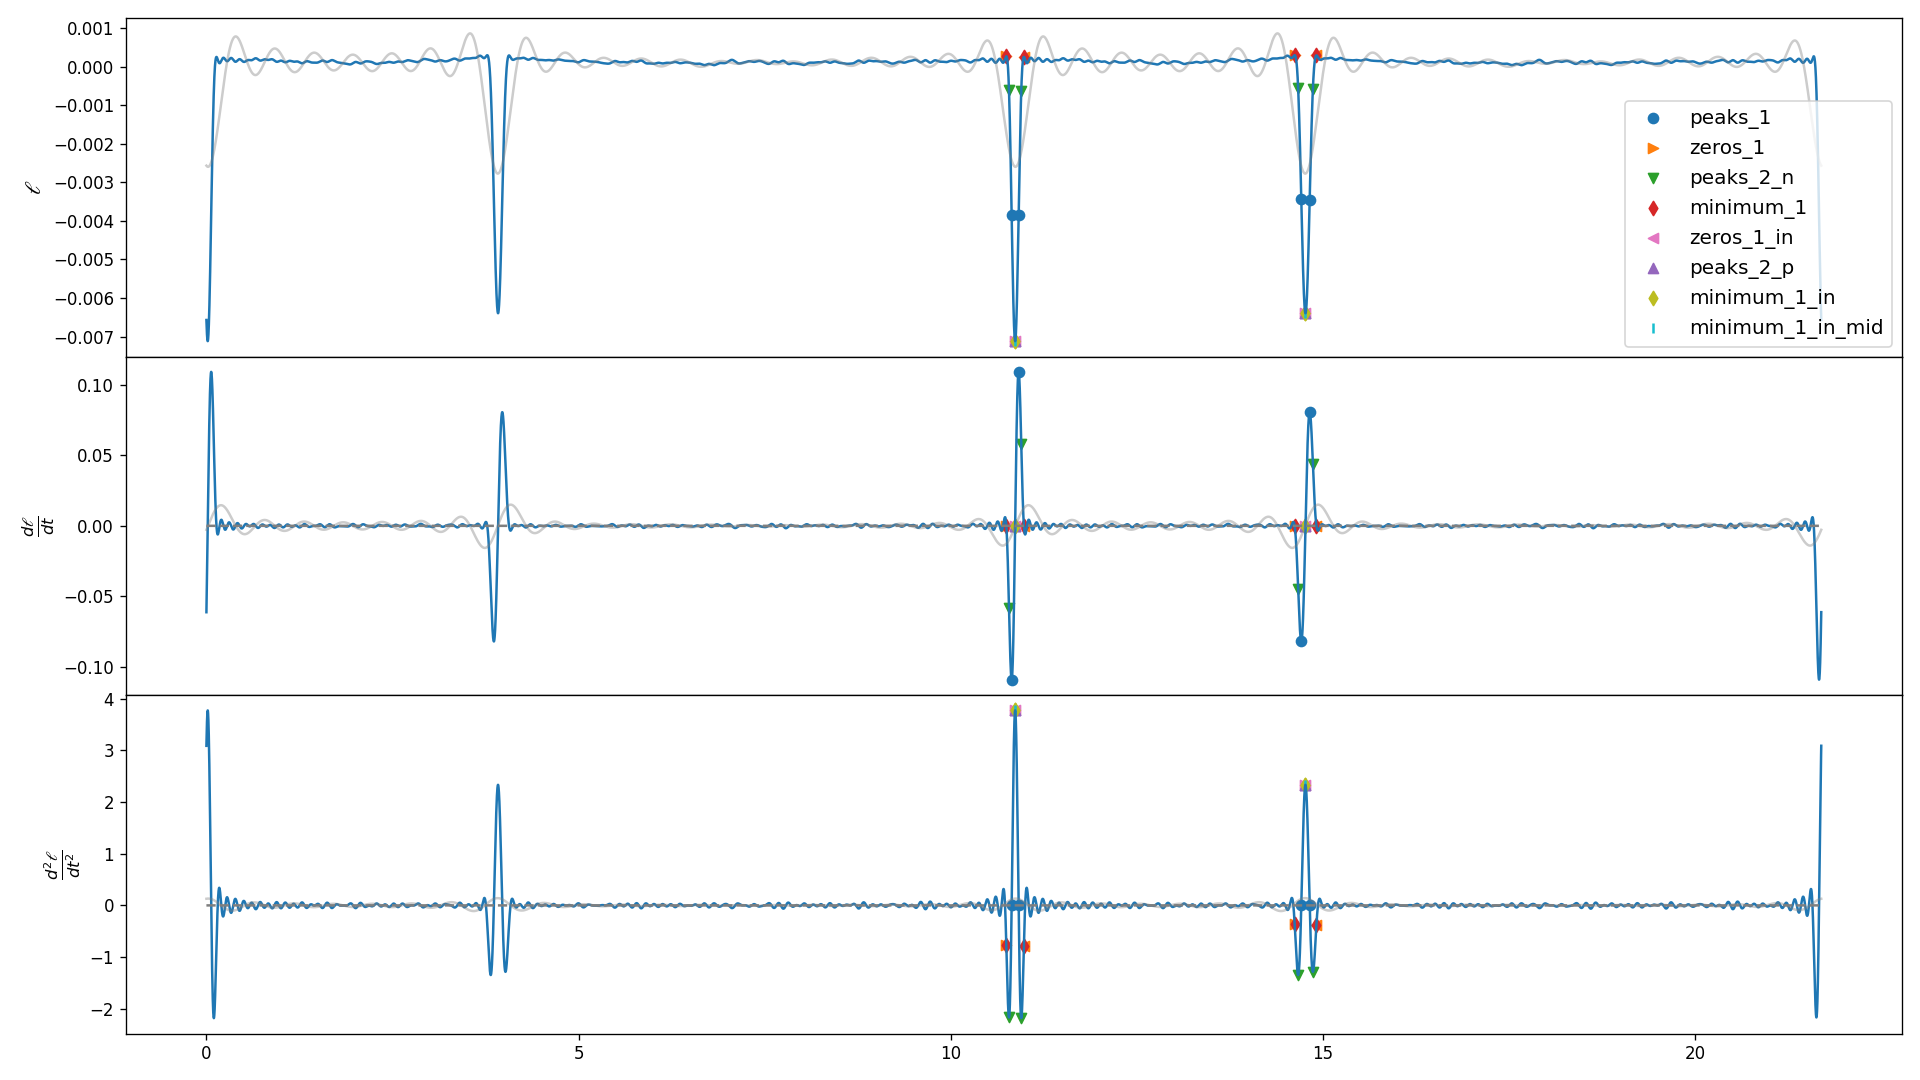 0.001
0.000
−0.001
−0.002
−0.003
−0.004
−0.005
−0.006
−0.007
ℓ
peaks_1
zeros_1
peaks_2_n
minimum_1
zeros_1_in
peaks_2_p
minimum_1_in
minimum_1_in_mid
0.10
0.05
0.00
−0.05
−0.10
dℓ
dt
4
3
2
1
0
−1
−2
d²ℓ
dt²
0 5 10 15 20